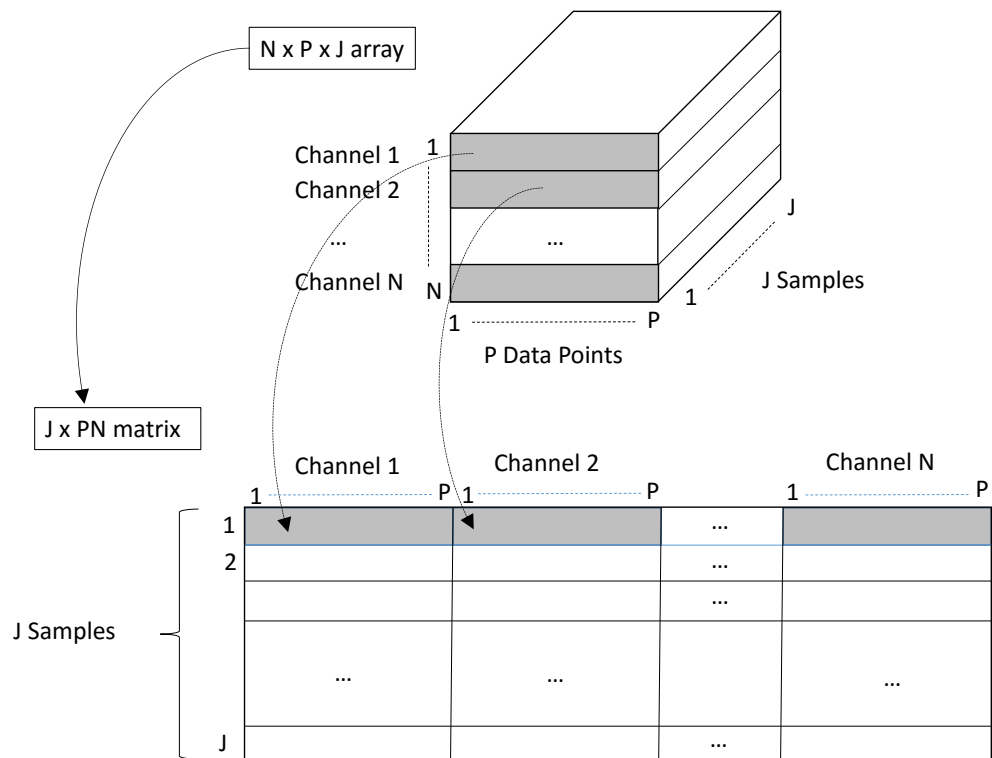 N x P x J array
Channel 1 1
Channel 2
... ...
Channel N N
J
1
J Samples
1 P
P Data Points
J x PN matrix
Channel 1 Channel 2 Channel N
1 P 1 P 1 P
1 ...
2 ...
...
J Samples
... ... ...
J ...